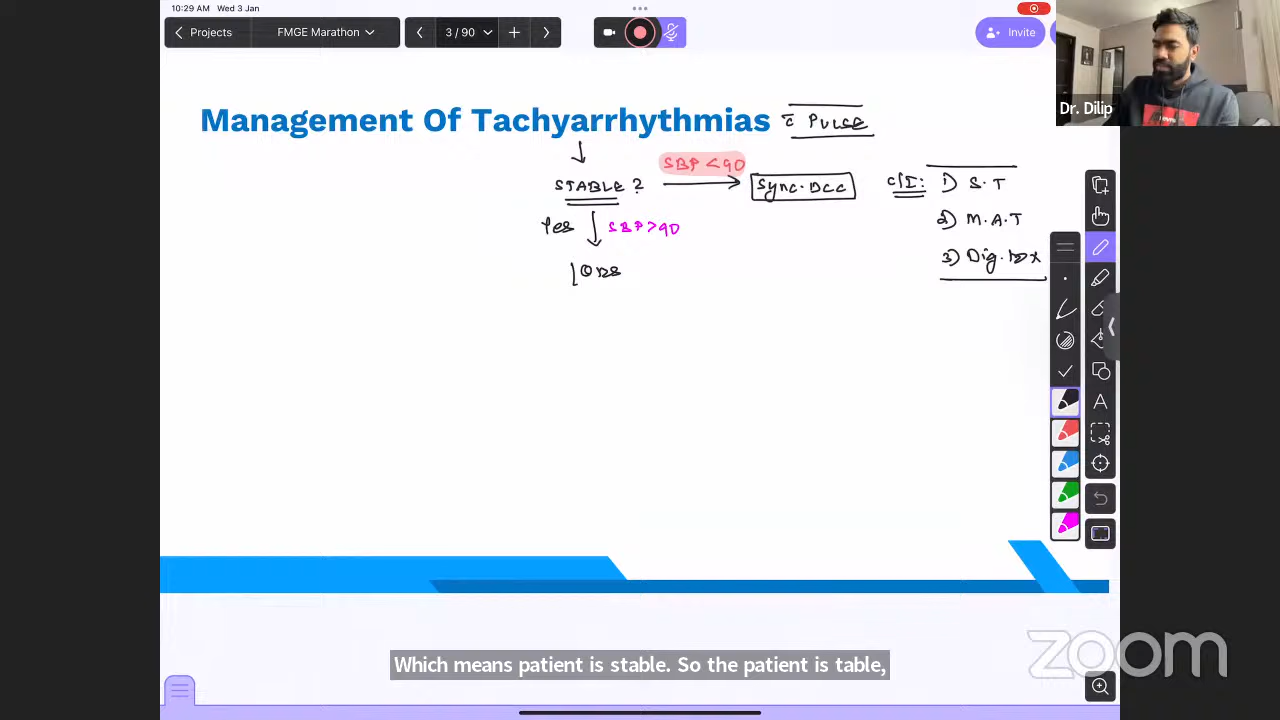 10:29 AM Wed 3 Jan
Projects
FMGE Marathon
3 / 90
Invite
Dr. Dilip
Management Of Tachyarrhythmias c̄ PULSE
STABLE ?
SBP < 90
Sync. DCC
C/I: 1) S.T
2) M.A.T
3) Dig. tox
Yes
SBP > 90
A
Which means patient is stable. So the patient is table,
zoom